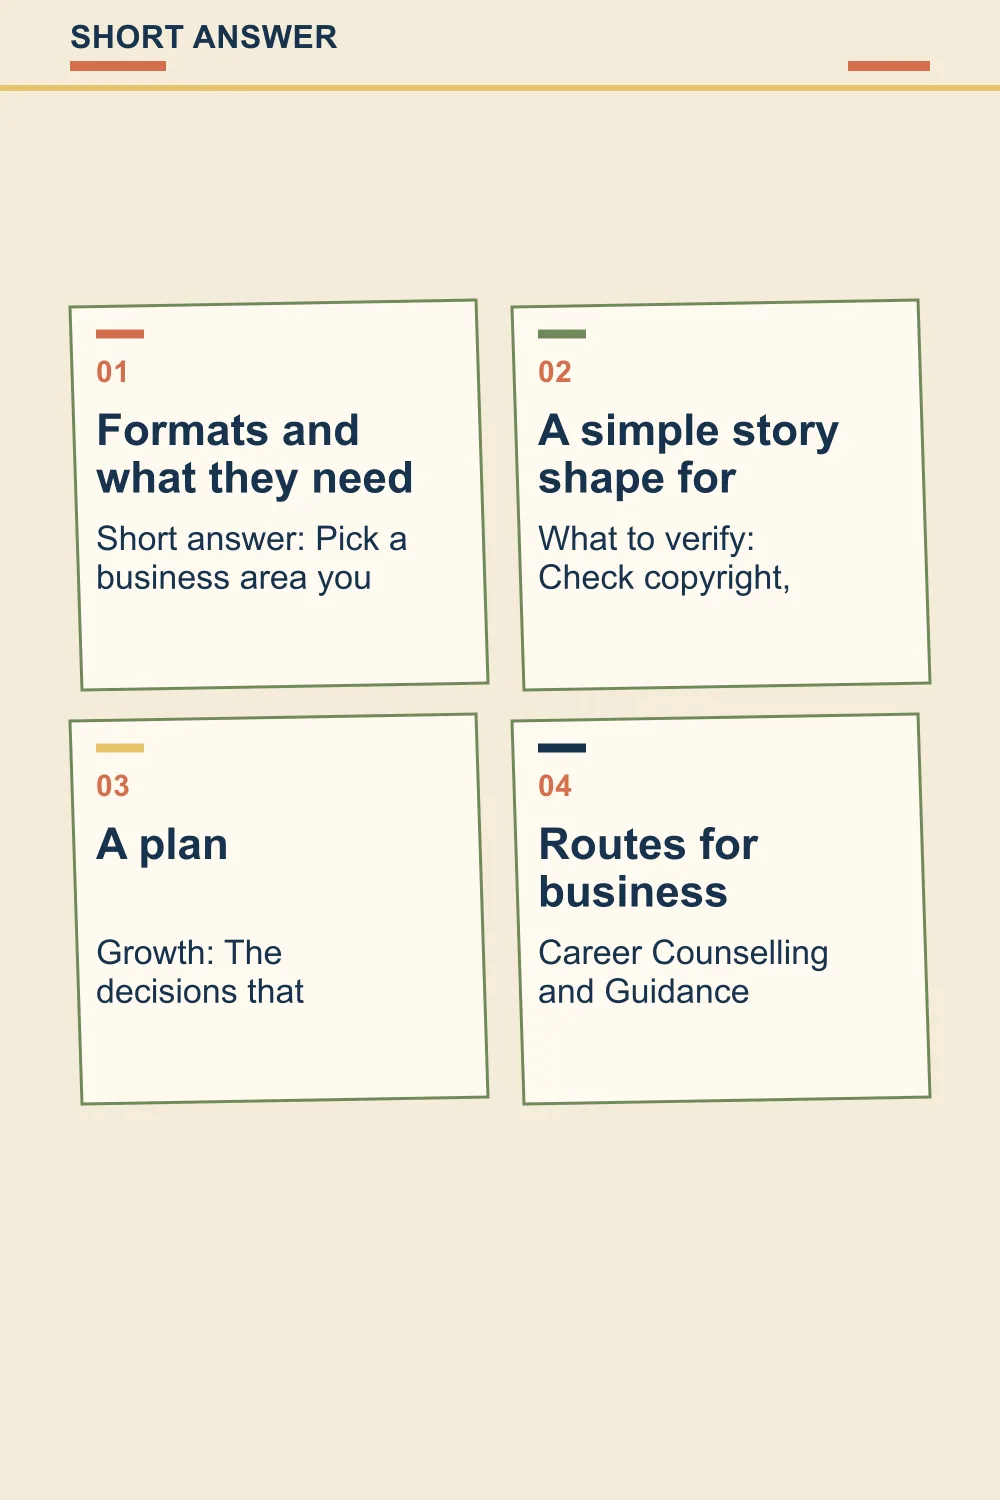 SHORT ANSWER
01
Formats and
what they need
Short answer: Pick a
business area you
02
A simple story
shape for
What to verify:
Check copyright,
03
A plan
Growth: The
decisions that
04
Routes for
business
Career Counselling
and Guidance